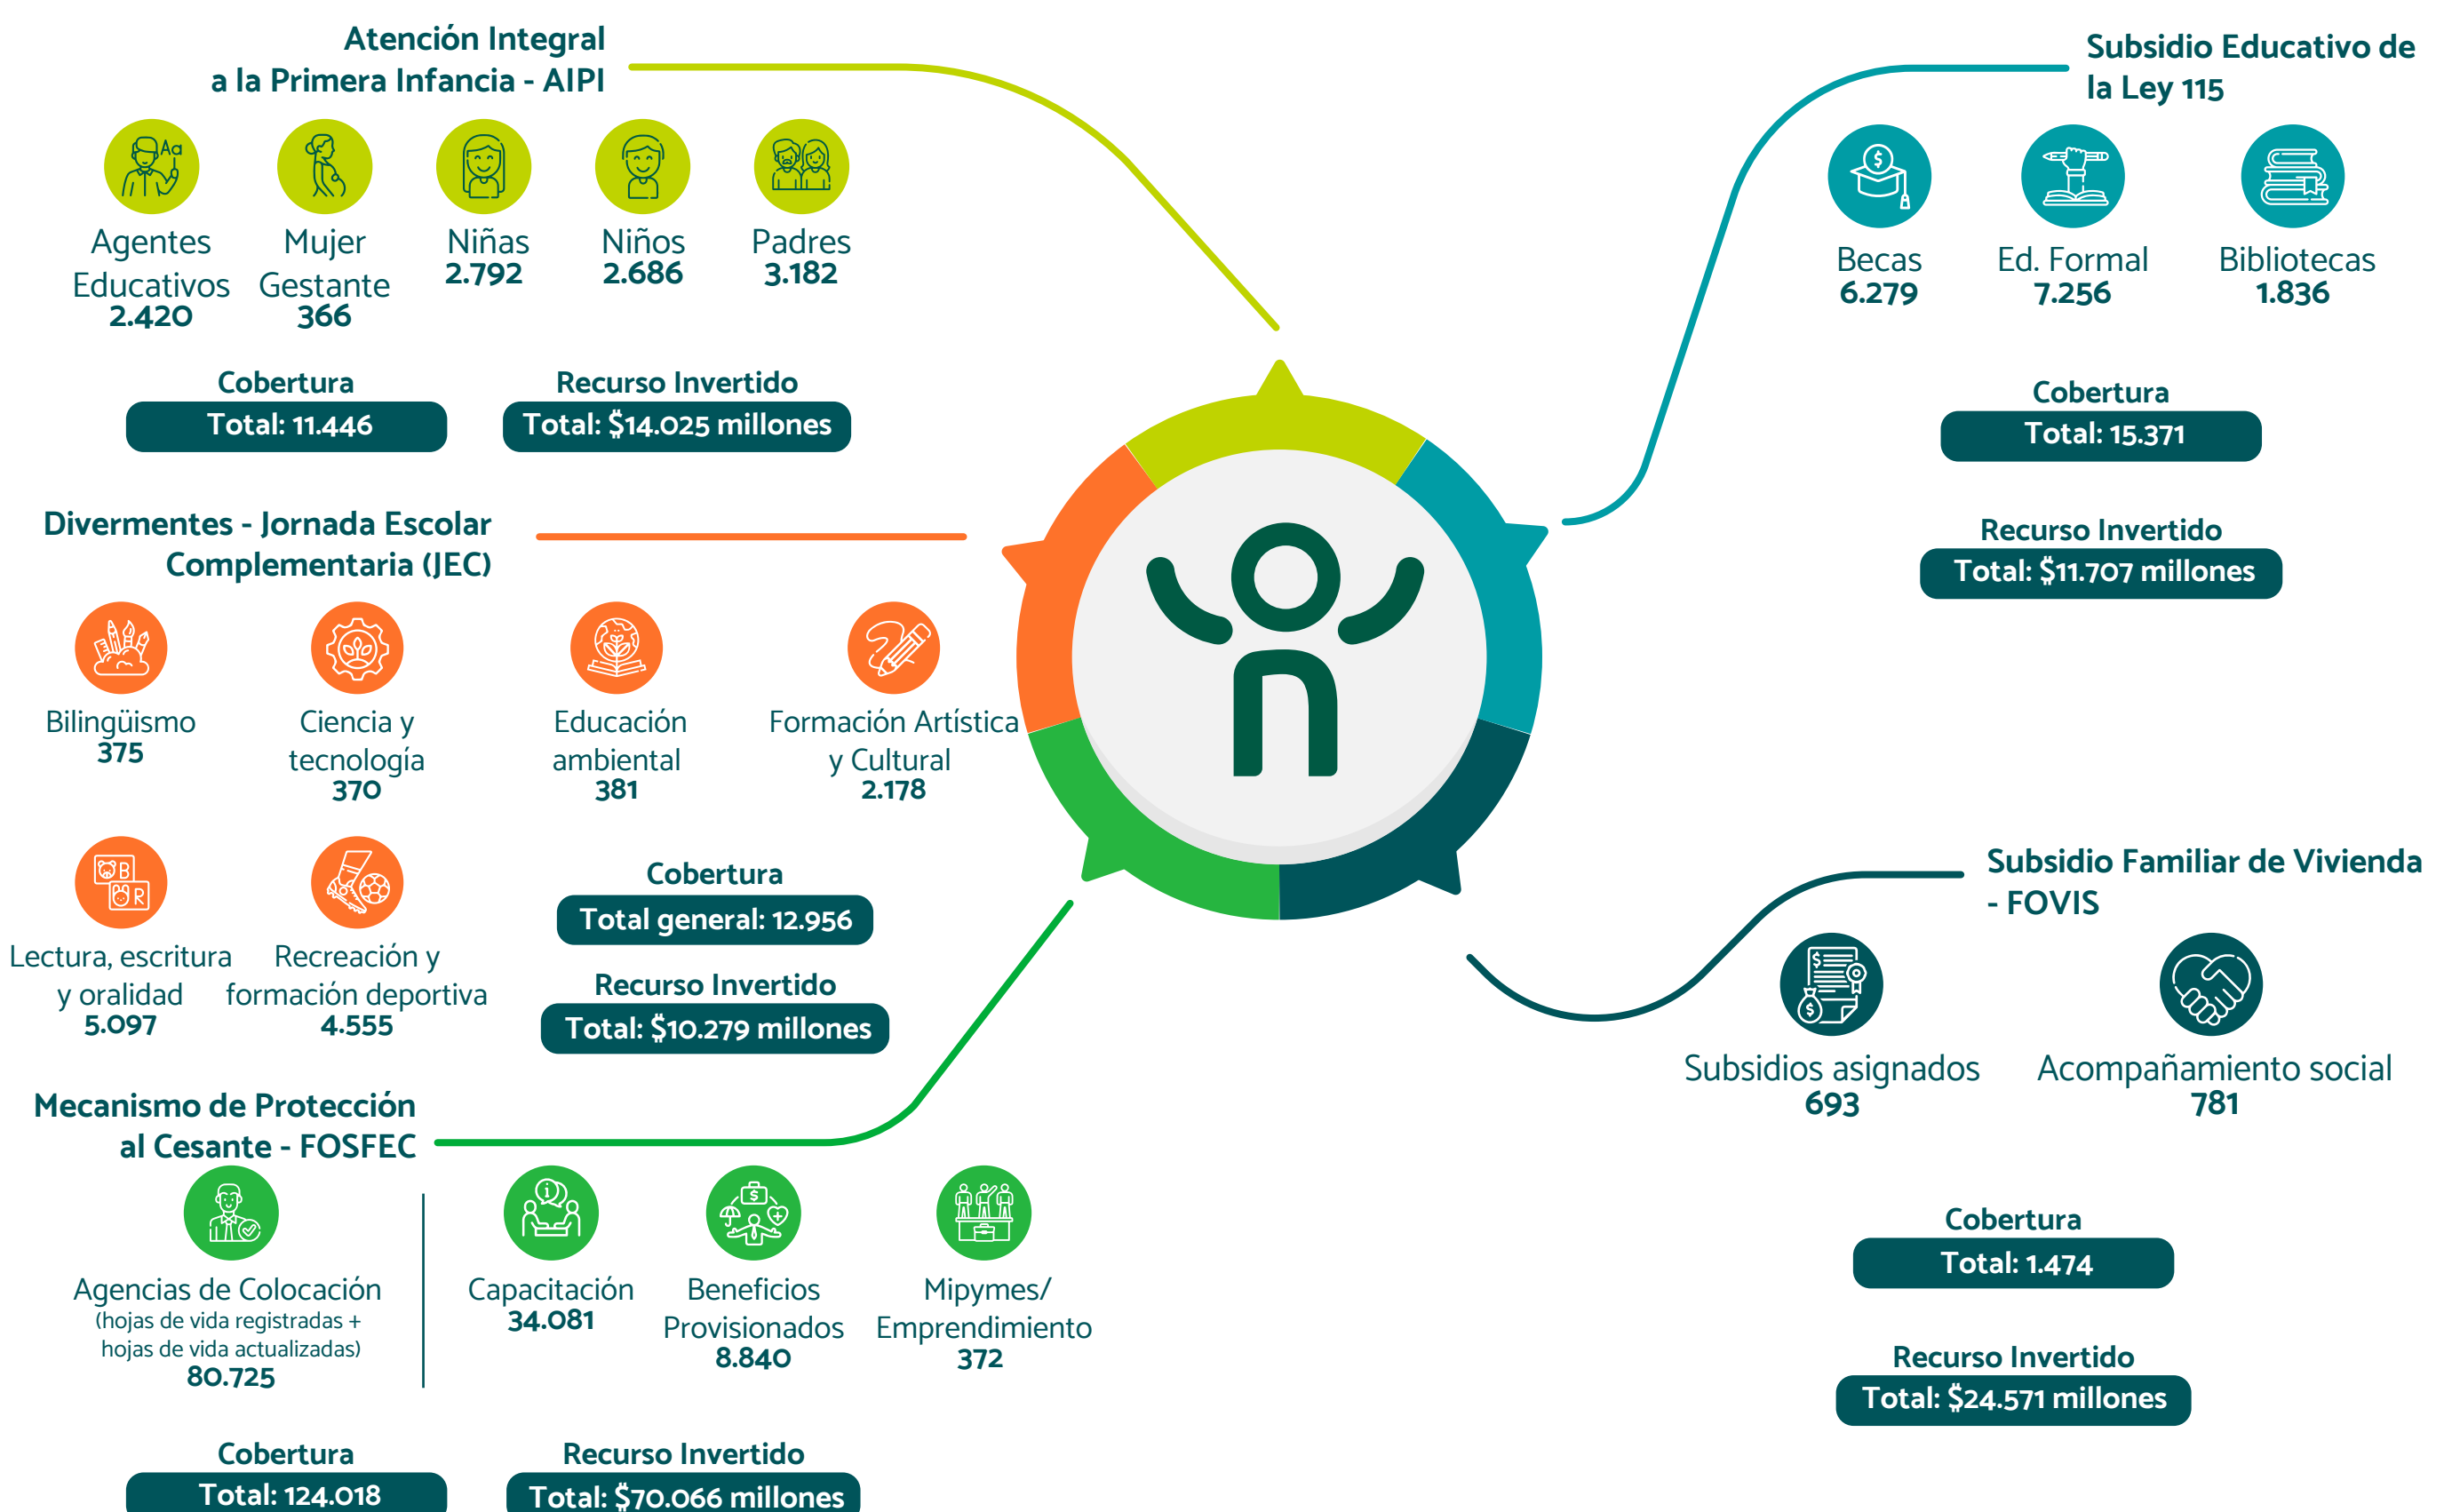 Atención Integral
a la Primera Infancia - AIPI
Aa
Agentes
Educativos
2.420
Mujer
Gestante
366
Niñas
2.792
Niños
2.686
Padres
3.182
Cobertura
Total: 11.446
Recurso Invertido
Total: $14.025 millones
Subsidio Educativo de
la Ley 115
$
Becas
6.279
Ed. Formal
7.256
Bibliotecas
1.836
Cobertura
Total: 15.371
Recurso Invertido
Total: $11.707 millones
Divermentes - Jornada Escolar
Complementaria (JEC)
Bilingüismo
375
Ciencia y
tecnología
370
Educación
ambiental
381
Formación Artística
y Cultural
2.178
B
R
Lectura, escritura
y oralidad
5.097
Recreación y
formación deportiva
4.555
Cobertura
Total general: 12.956
Recurso Invertido
Total: $10.279 millones
Subsidio Familiar de Vivienda
- FOVIS
$
$
Subsidios asignados
693
Acompañamiento social
781
Cobertura
Total: 1.474
Recurso Invertido
Total: $24.571 millones
Mecanismo de Protección
al Cesante - FOSFEC
Agencias de Colocación
(hojas de vida registradas +
hojas de vida actualizadas)
80.725
i
Capacitación
34.081
$
Beneficios
Provisionados
8.840
Mipymes/
Emprendimiento
372
Cobertura
Total: 124.018
Recurso Invertido
Total: $70.066 millones